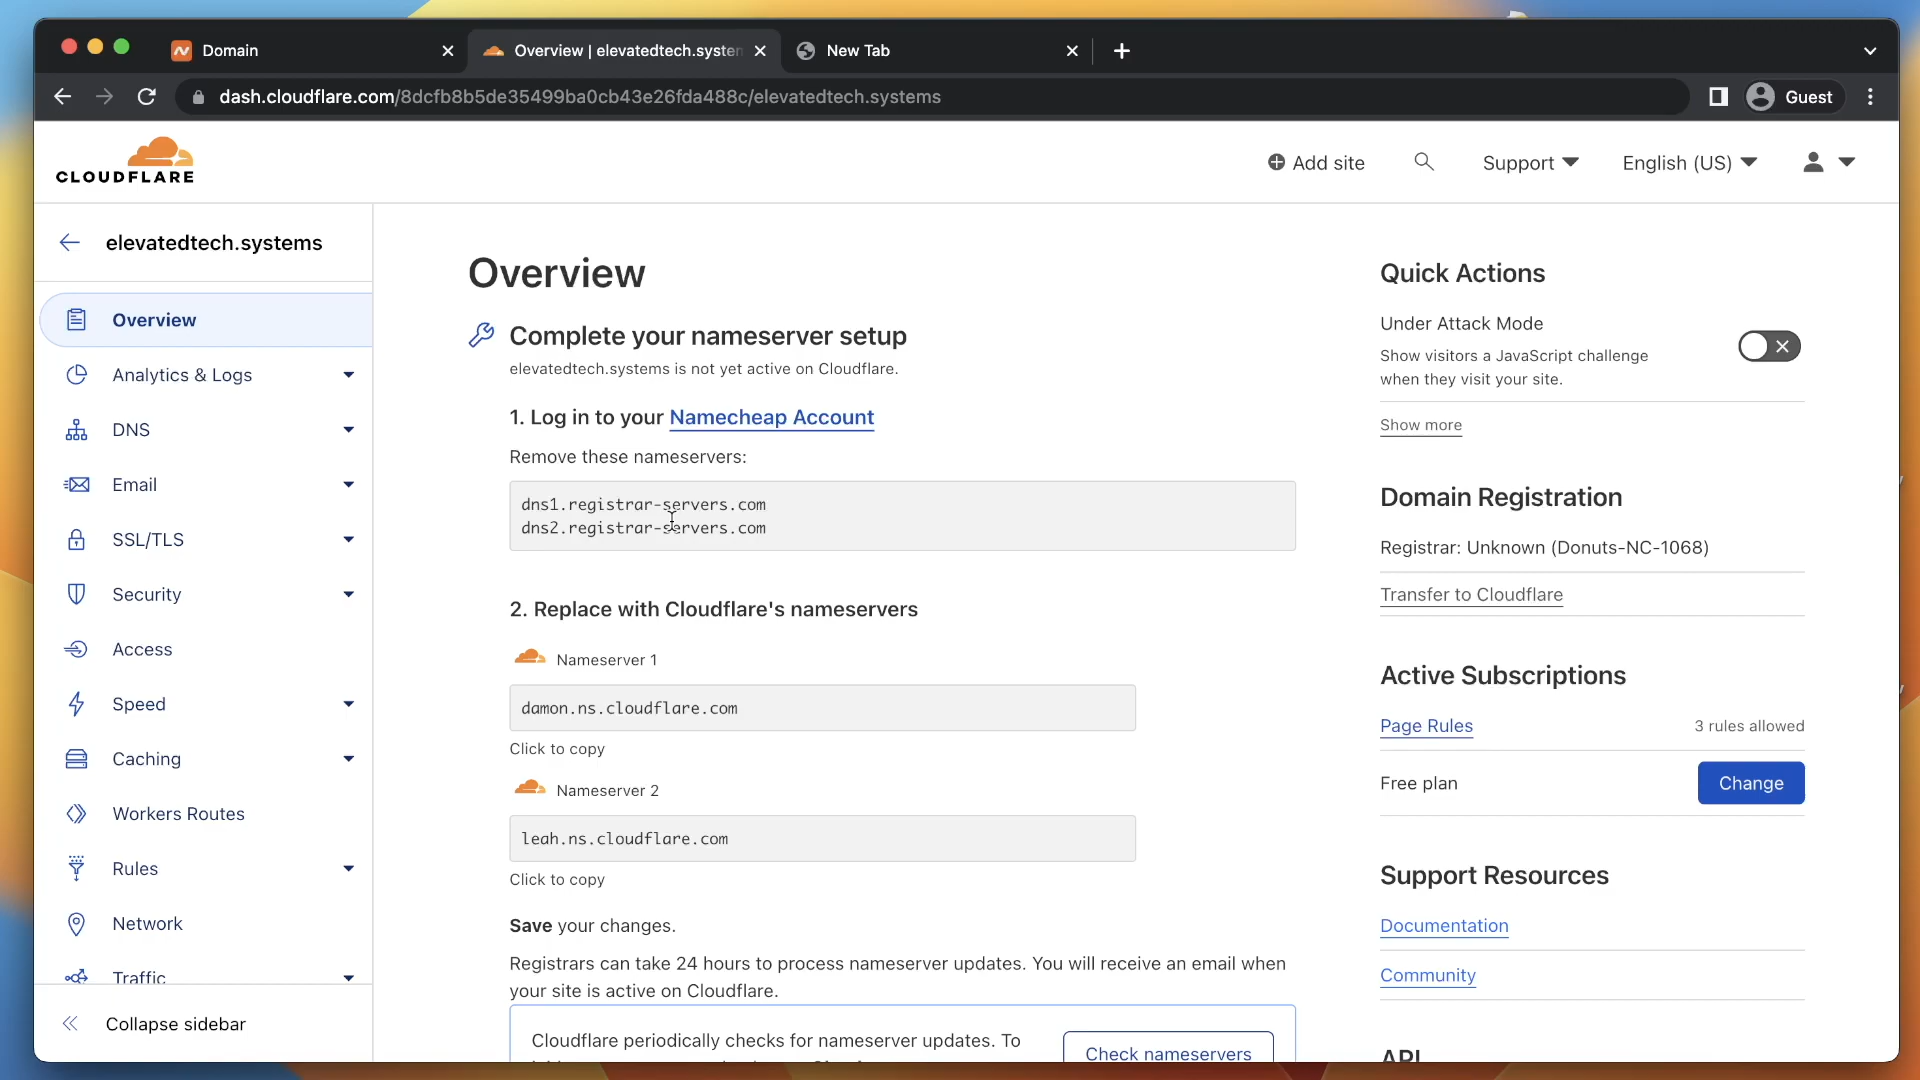 Domain
Overview | elevatedtech.system
New Tab
dash.cloudflare.com/8dcfb8b5de35499ba0cb43e26fda488c/elevatedtech.systems
Guest
CLOUDFLARE
Add site
Support
English (US)
elevatedtech.systems
Overview
Analytics & Logs
DNS
Email
SSL/TLS
Security
Access
Speed
Caching
Workers Routes
Rules
Network
Traffic
Collapse sidebar
Overview
Complete your nameserver setup
elevatedtech.systems is not yet active on Cloudflare.
1. Log in to your Namecheap Account
Remove these nameservers:
dns1.registrar-servers.com
dns2.registrar-servers.com
2. Replace with Cloudflare's nameservers
Nameserver 1
damon.ns.cloudflare.com
Click to copy
Nameserver 2
leah.ns.cloudflare.com
Click to copy
Save your changes.
Registrars can take 24 hours to process nameserver updates. You will receive an email when
your site is active on Cloudflare.
Cloudflare periodically checks for nameserver updates. To
Check nameservers
Quick Actions
Under Attack Mode
Show visitors a JavaScript challenge
when they visit your site.
Show more
Domain Registration
Registrar: Unknown (Donuts-NC-1068)
Transfer to Cloudflare
Active Subscriptions
Page Rules
3 rules allowed
Free plan
Change
Support Resources
Documentation
Community
API